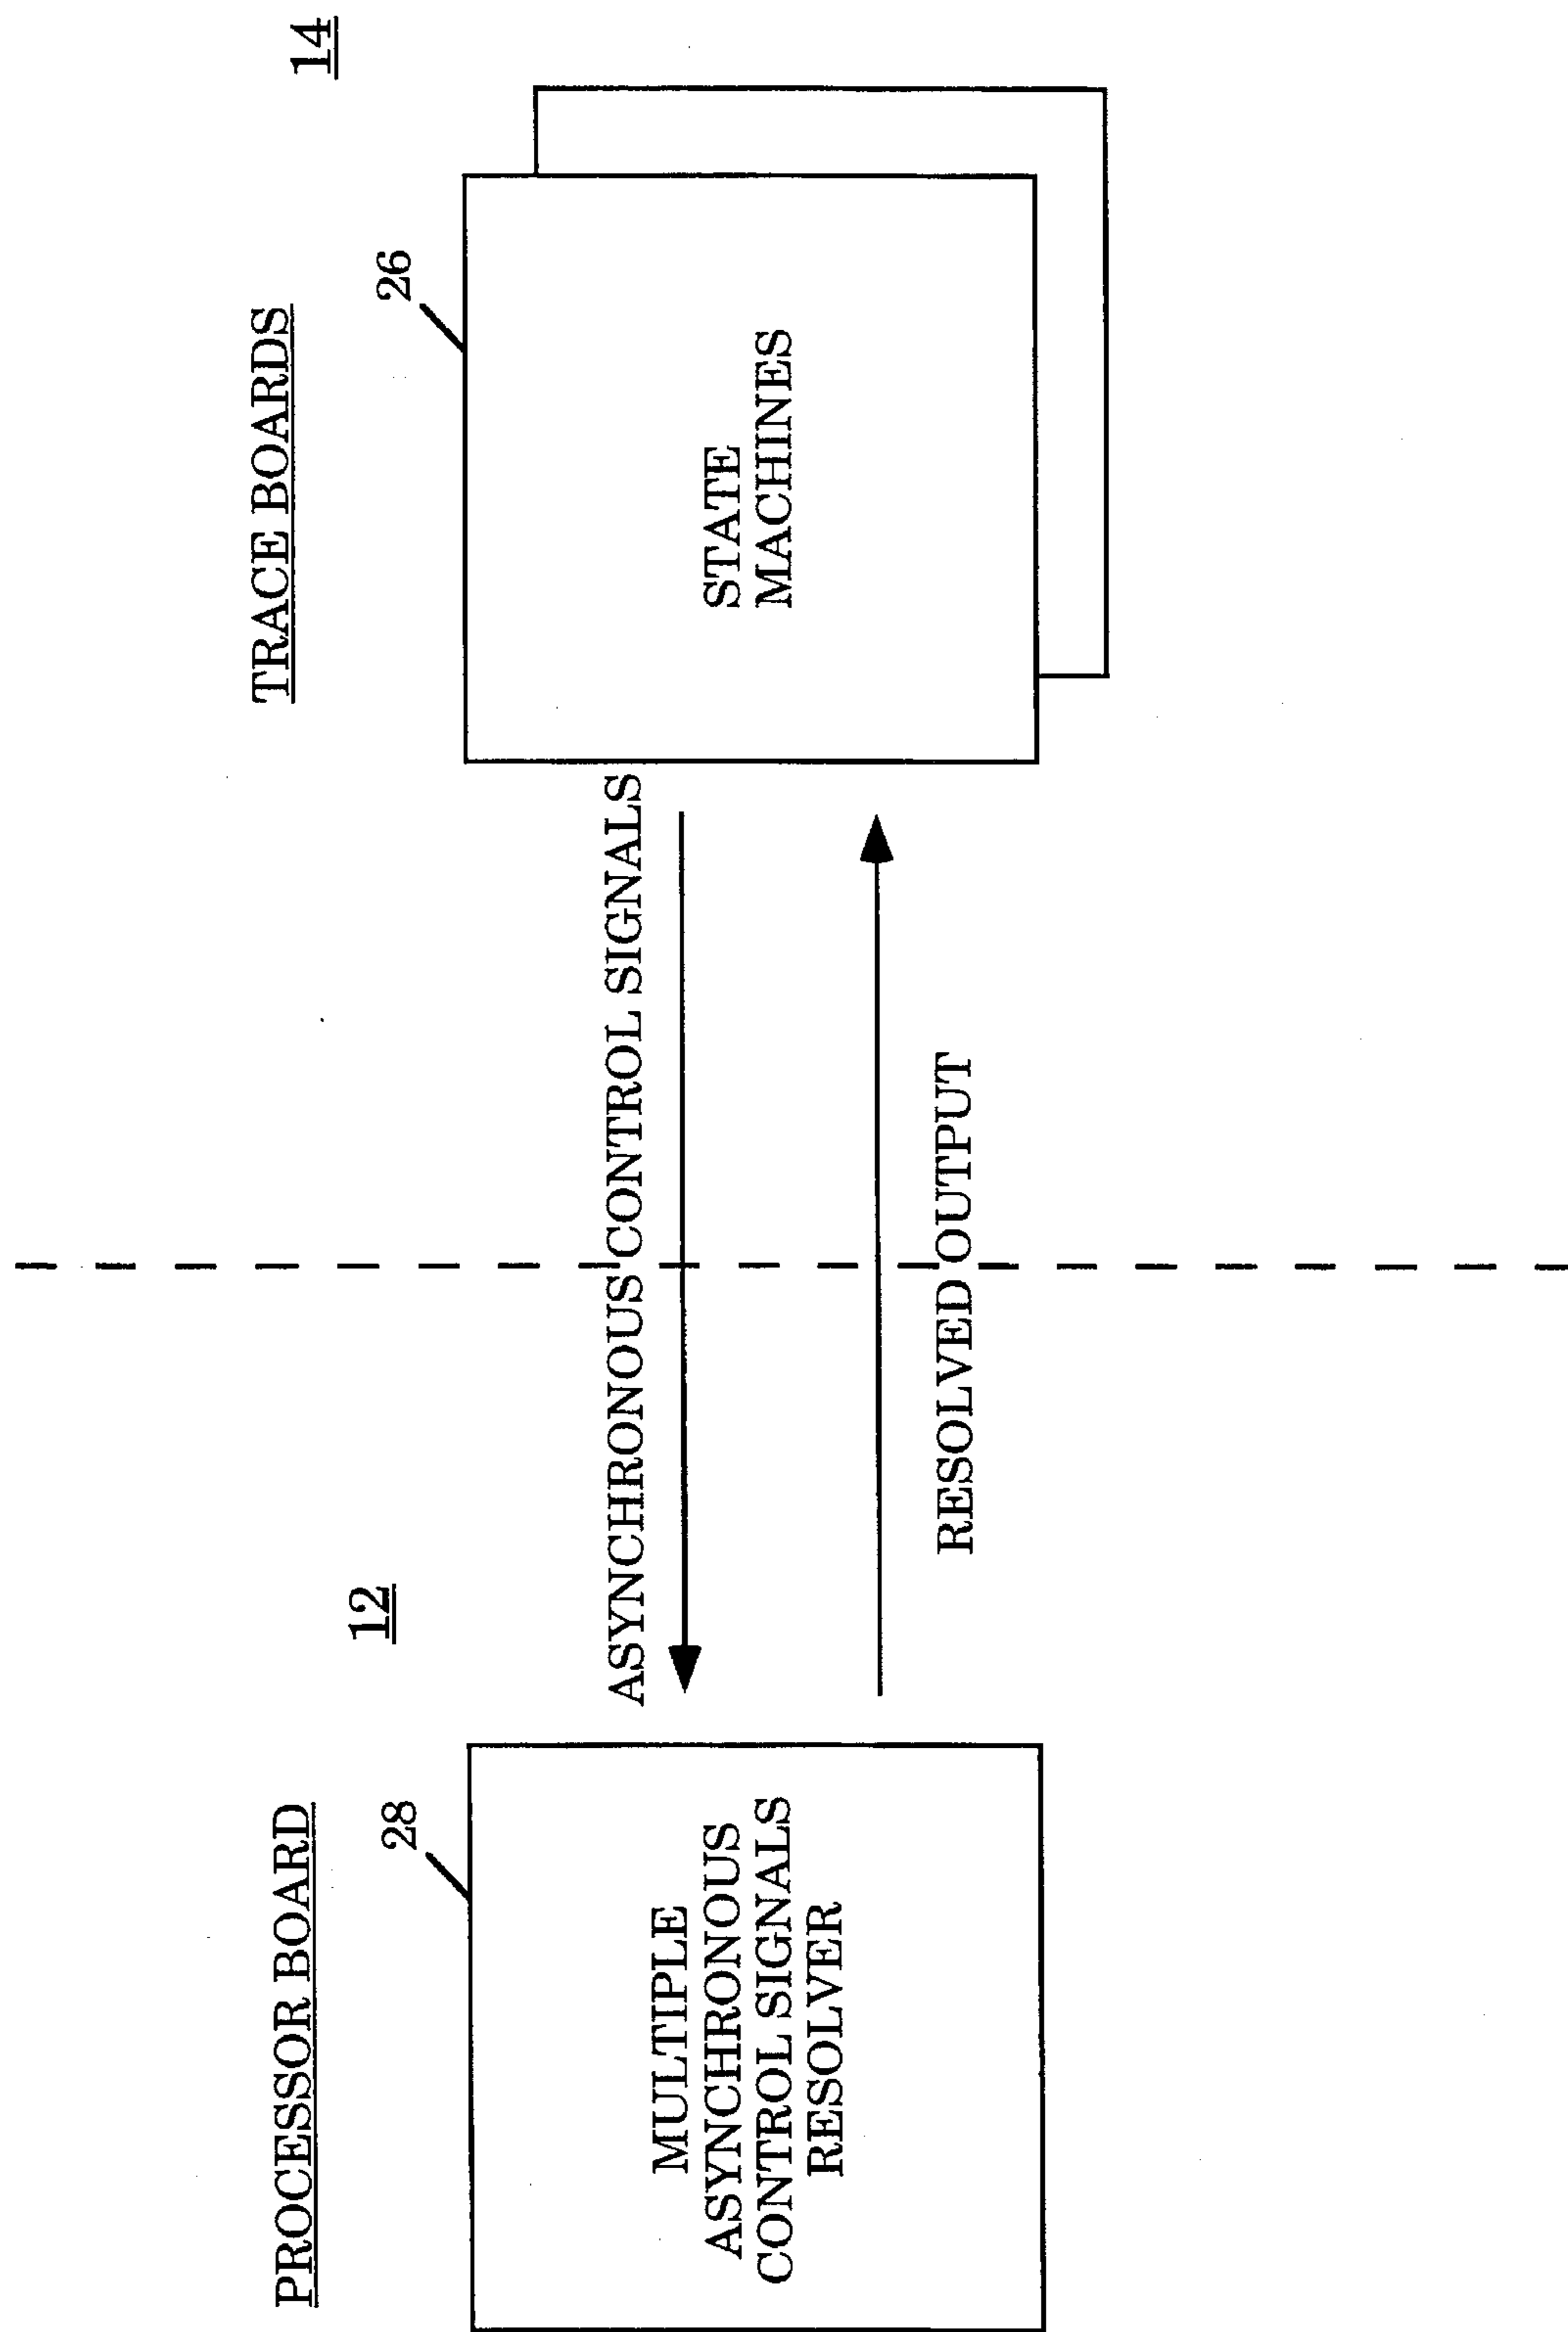 PROCESSOR BOARD
12
28
MULTIPLE
ASYNCHRONOUS
CONTROL SIGNALS
RESOLVER
ASYNCHRONOUS CONTROL SIGNALS
RESOLVED OUTPUT
TRACE BOARDS
14
26
STATE
MACHINES